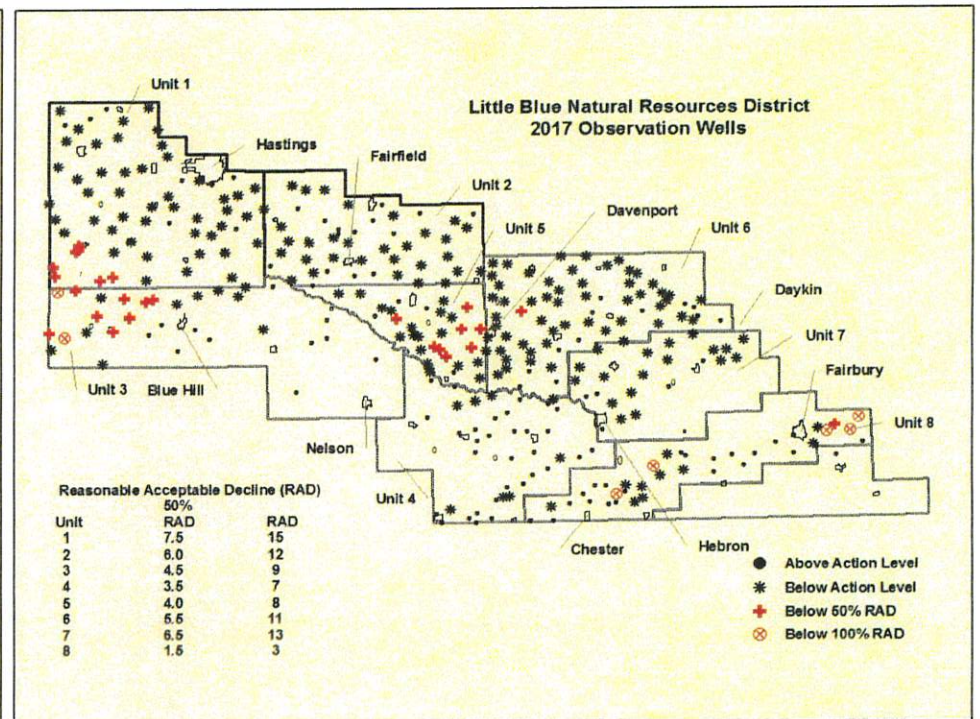 Little Blue Natural Resources District
2017 Observation Wells
Unit 1
Hastings
Fairfield
Unit 2
Davenport
Unit 5
Unit 6
Daykin
Unit 7
Fairbury
Unit 3
Blue Hill
Unit 8
Nelson
Unit 4
Chester
Hebron
Reasonable Acceptable Decline (RAD)
50%
Unit RAD RAD
1 7.5 15
2 6.0 12
3 4.5 9
4 3.5 7
5 4.0 8
6 5.5 11
7 6.5 13
8 1.5 3
Above Action Level
Below Action Level
Below 50% RAD
Below 100% RAD